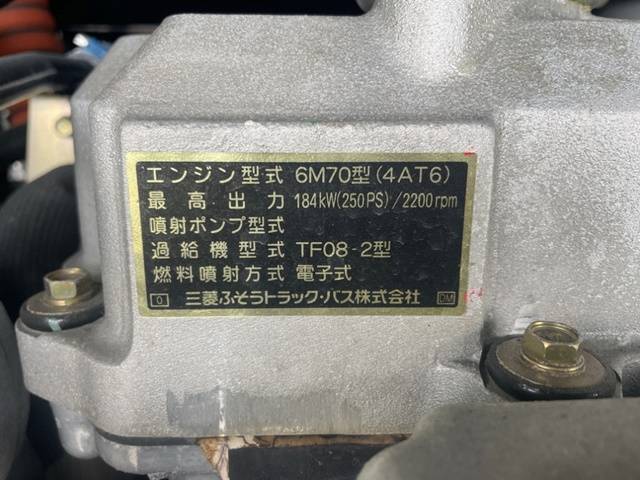 エンジン型式 6M70型(4AT6)
最高出力 184kW(250PS)/2200rpm
噴射ポンプ型式
過給機型式 TF08-2型
燃料噴射方式 電子式
0 三菱ふそうトラック・バス株式会社 DM